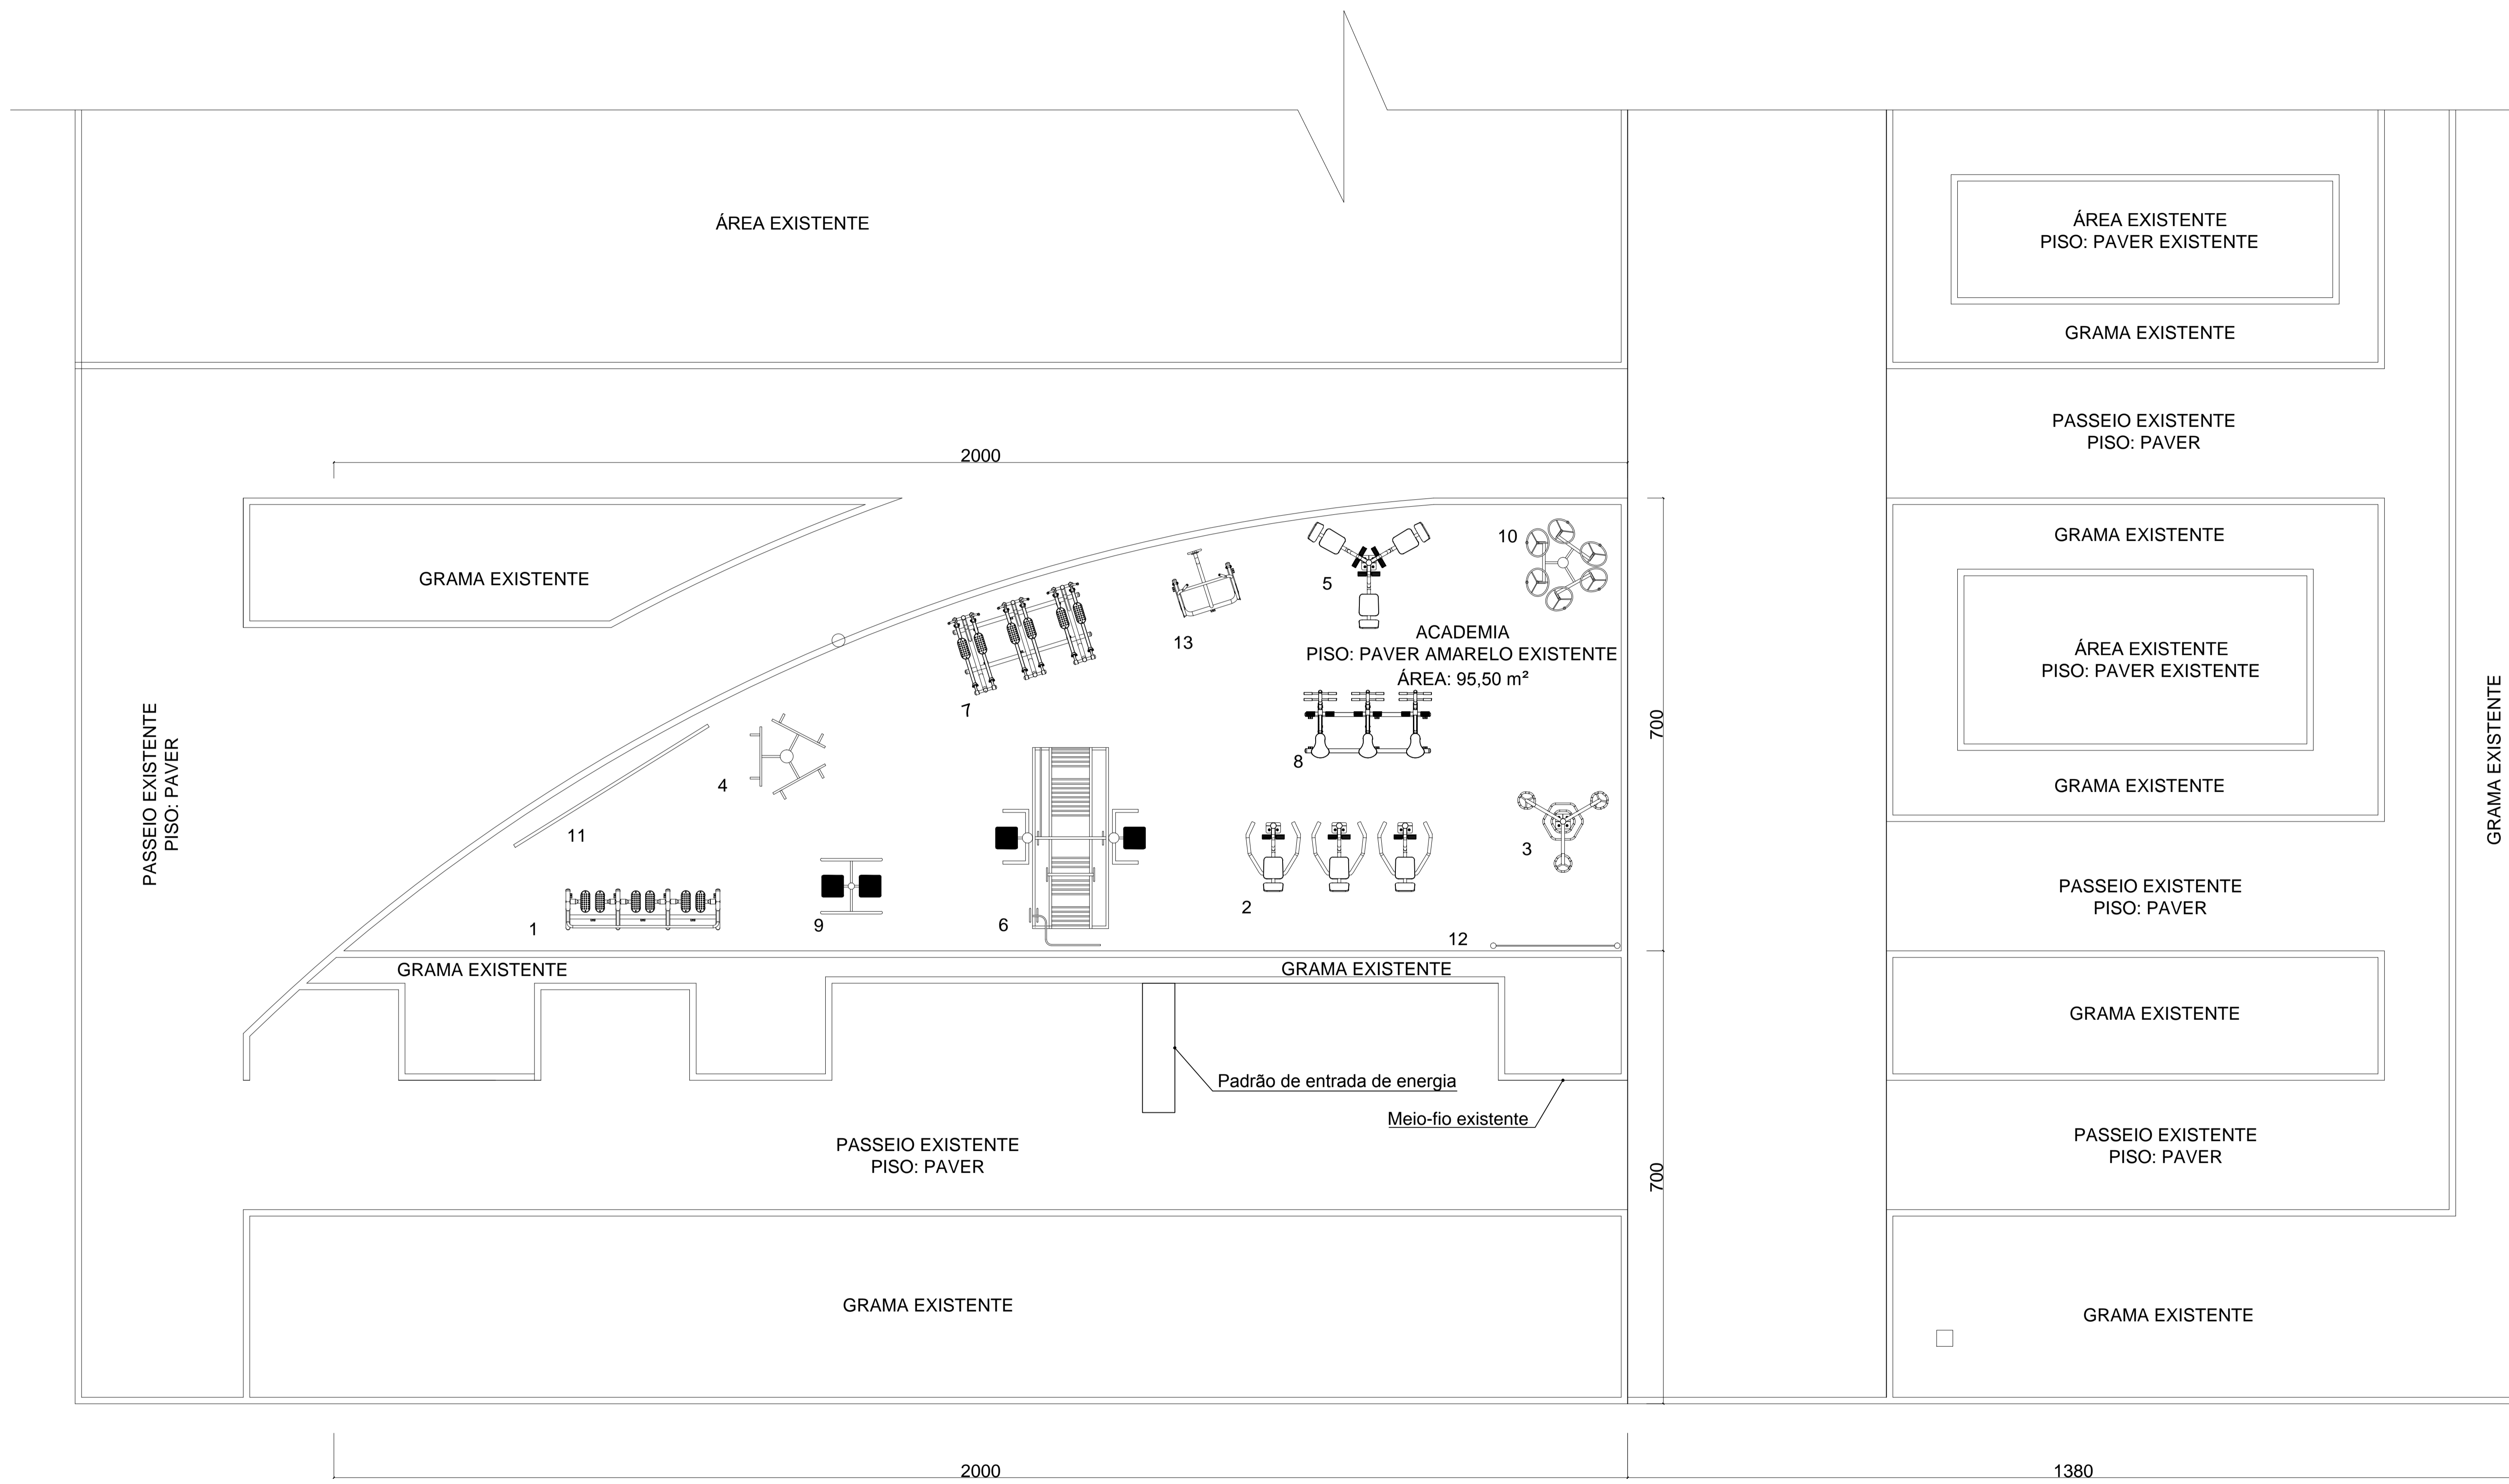 ÁREA EXISTENTE
ÁREA EXISTENTE
PISO: PAVER EXISTENTE
GRAMA EXISTENTE
PASSEIO EXISTENTE
PISO: PAVER
2000
GRAMA EXISTENTE
10
5
GRAMA EXISTENTE
13
ACADEMIA
PISO: PAVER AMARELO EXISTENTE
ÁREA: 95,50 m²
ÁREA EXISTENTE
PISO: PAVER EXISTENTE
7
700
PASSEIO EXISTENTE
PISO: PAVER
GRAMA EXISTENTE
8
4
GRAMA EXISTENTE
11
3
PASSEIO EXISTENTE
PISO: PAVER
2
1
9
6
12
GRAMA EXISTENTE
GRAMA EXISTENTE
GRAMA EXISTENTE
Padrão de entrada de energia
Meio-fio existente
PASSEIO EXISTENTE
PISO: PAVER
700
PASSEIO EXISTENTE
PISO: PAVER
GRAMA EXISTENTE
GRAMA EXISTENTE
2000
1380